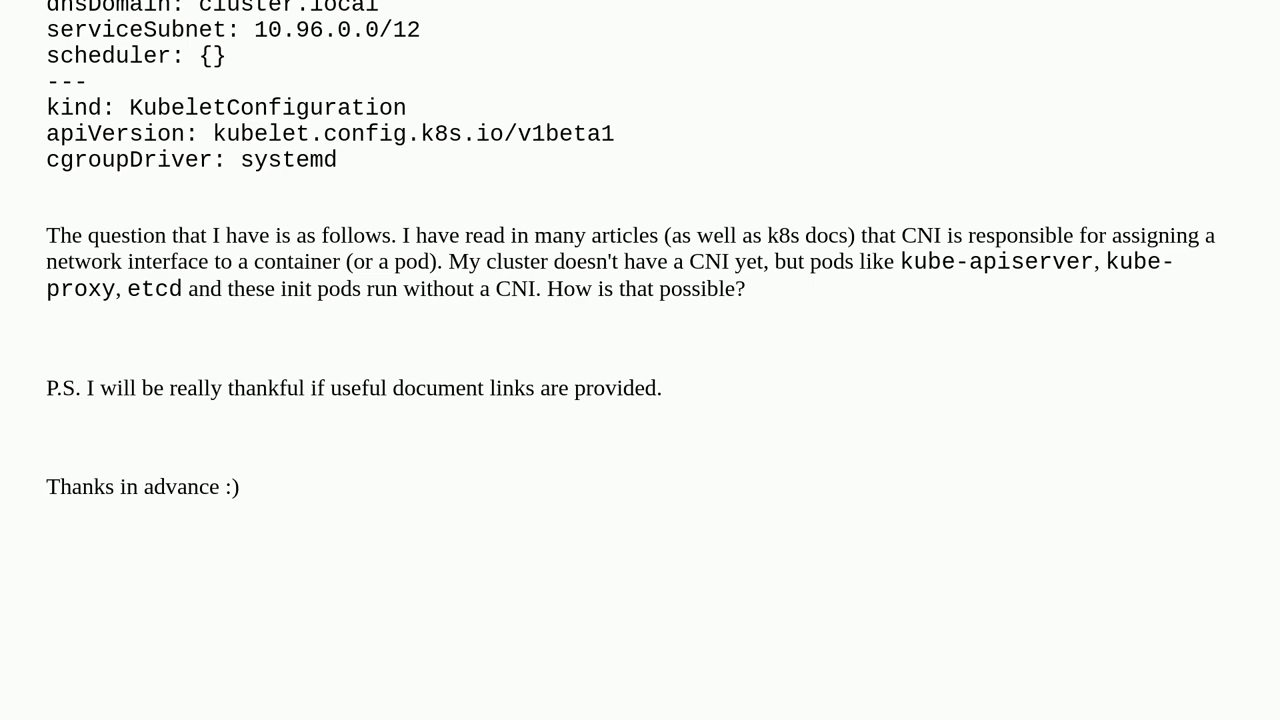 dnsDomain: cluster.local
serviceSubnet: 10.96.0.0/12
scheduler: {}
---
kind: KubeletConfiguration
apiVersion: kubelet.config.k8s.io/v1beta1
cgroupDriver: systemd
The question that I have is as follows. I have read in many articles (as well as k8s docs) that CNI is responsible for assigning a
network interface to a container (or a pod). My cluster doesn't have a CNI yet, but pods like kube-apiserver, kube-
proxy, etcd and these init pods run without a CNI. How is that possible?
P.S. I will be really thankful if useful document links are provided.
Thanks in advance :)